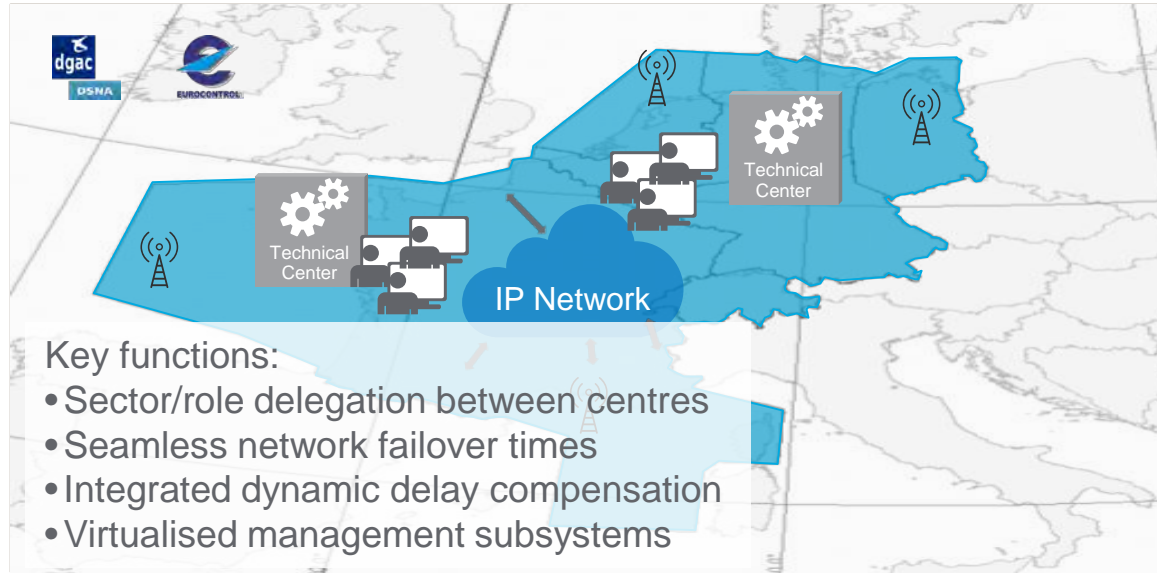 dgac
DSNA
EUROCONTROL
Technical
Center
Technical
Center
IP Network
Key functions:
•Sector/role delegation between centres
•Seamless network failover times
•Integrated dynamic delay compensation
•Virtualised management subsystems